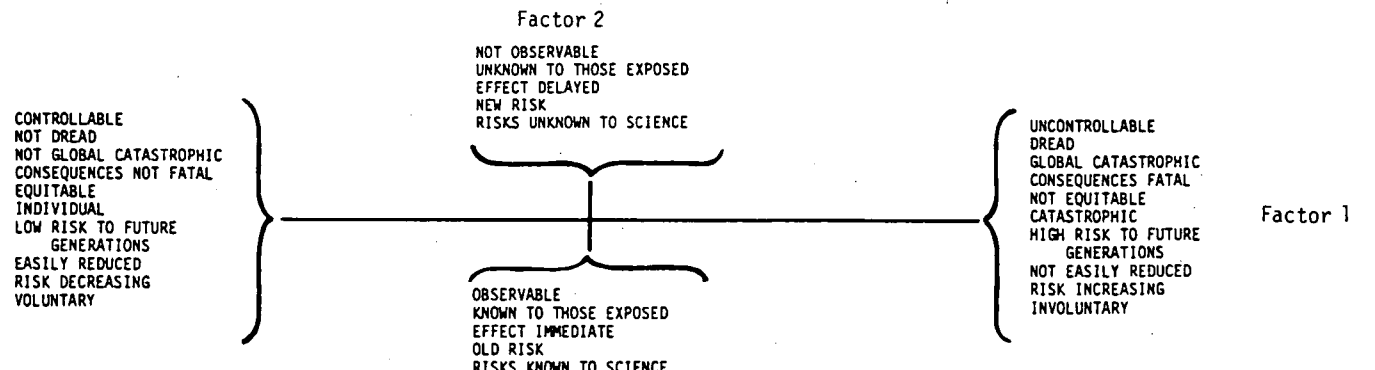 Factor 2
NOT OBSERVABLE
UNKNOWN TO THOSE EXPOSED
EFFECT DELAYED
NEW RISK
RISKS UNKNOWN TO SCIENCE
CONTROLLABLE
NOT DREAD
NOT GLOBAL CATASTROPHIC
CONSEQUENCES NOT FATAL
EQUITABLE
INDIVIDUAL
LOW RISK TO FUTURE
GENERATIONS
EASILY REDUCED
RISK DECREASING
VOLUNTARY
UNCONTROLLABLE
DREAD
GLOBAL CATASTROPHIC
CONSEQUENCES FATAL
NOT EQUITABLE
CATASTROPHIC
HIGH RISK TO FUTURE
GENERATIONS
NOT EASILY REDUCED
RISK INCREASING
INVOLUNTARY
Factor 1
OBSERVABLE
KNOWN TO THOSE EXPOSED
EFFECT IMMEDIATE
OLD RISK
RISKS KNOWN TO SCIENCE